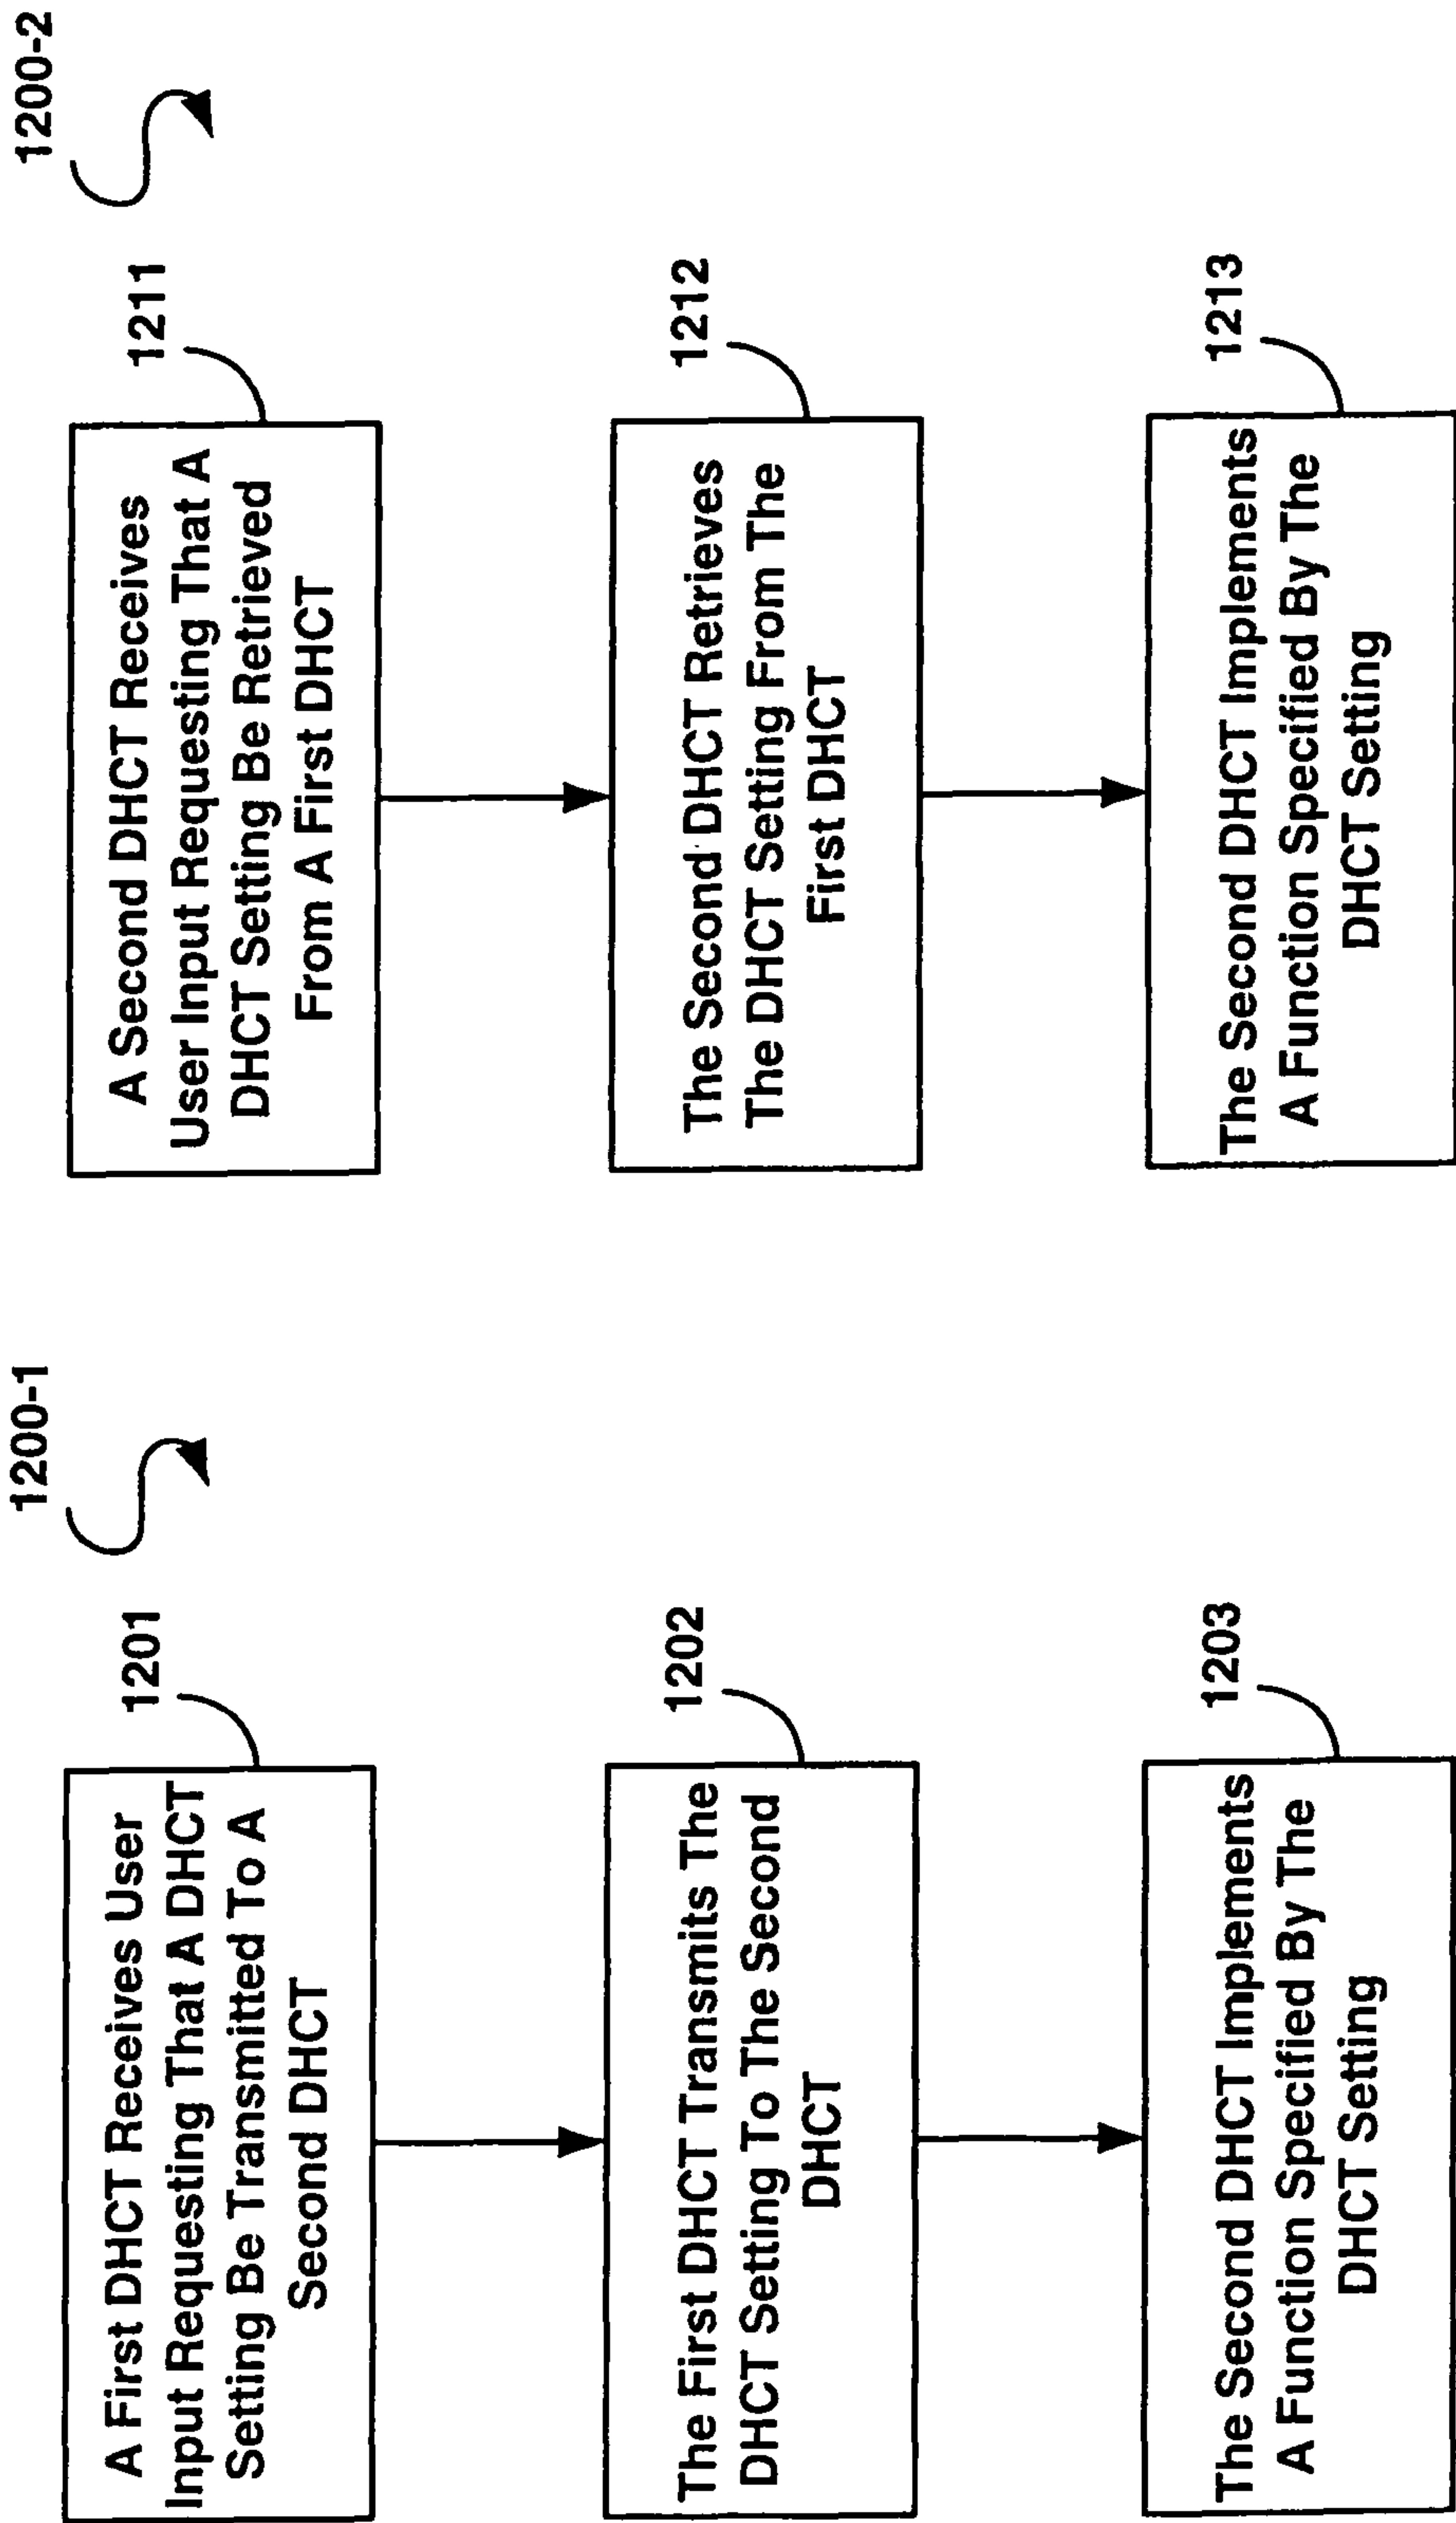 1200-1
1201
A First DHCT Receives User
Input Requesting That A DHCT
Setting Be Transmitted To A
Second DHCT
1202
The First DHCT Transmits The
DHCT Setting To The Second
DHCT
1203
The Second DHCT Implements
A Function Specified By The
DHCT Setting
1200-2
1211
A Second DHCT Receives
User Input Requesting That A
DHCT Setting Be Retrieved
From A First DHCT
1212
The Second DHCT Retrieves
The DHCT Setting From The
First DHCT
1213
The Second DHCT Implements
A Function Specified By The
DHCT Setting